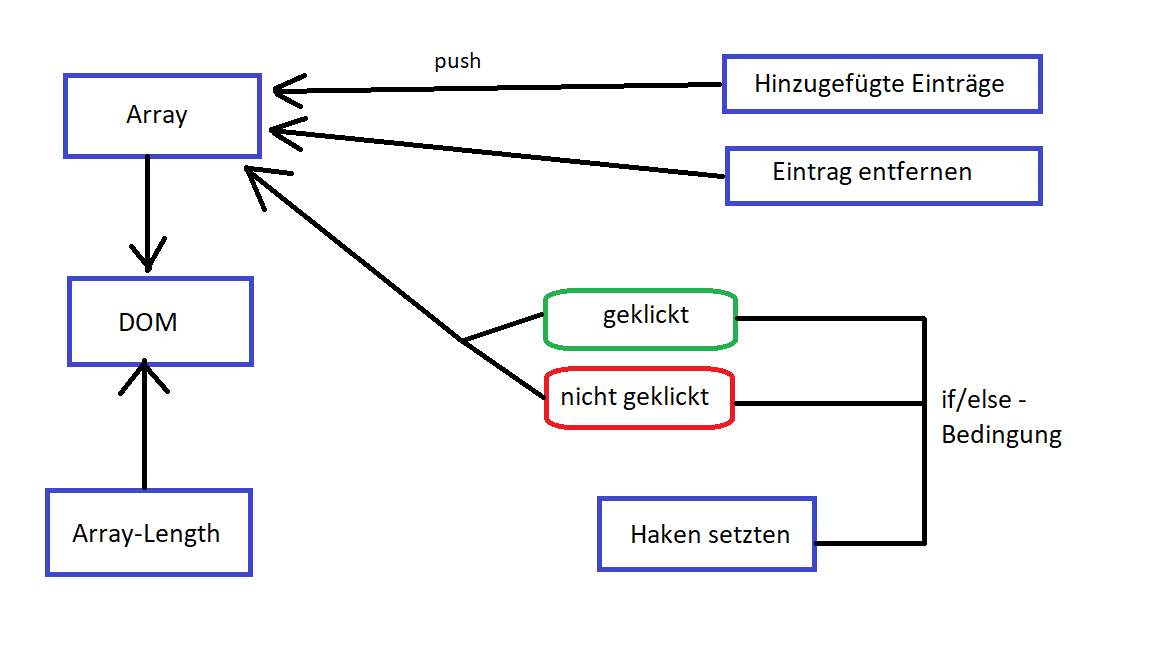 push
Hinzugefügte Einträge
Array
Eintrag entfernen
geklickt
DOM
nicht geklickt
if/else -
Bedingung
Array-Length
Haken setzten